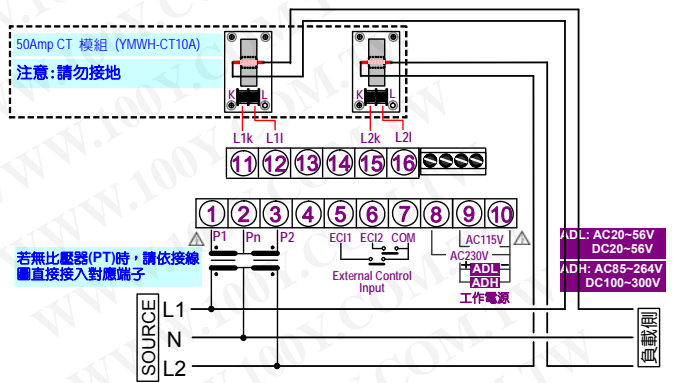 50Amp CT 模組 (YMWH-CT10A)
注意:請勿接地
K L
K L
L1k L1l
L2k L2l
11 12 13 14 15 16
1 2 3 4 5 6 7 8 9 10
P1 Pn P2
ECI1 ECI2 COM
External Control
Input
AC115V
AC230V
ADL
ADH
工作電源
ADL: AC20~56V
DC20~56V
ADH: AC85~264V
DC100~300V
若無比壓器(PT)時，請依接線
圖直接接入對應端子
SOURCE
L1
N
L2
負載側
WWW.100Y.COM.TW